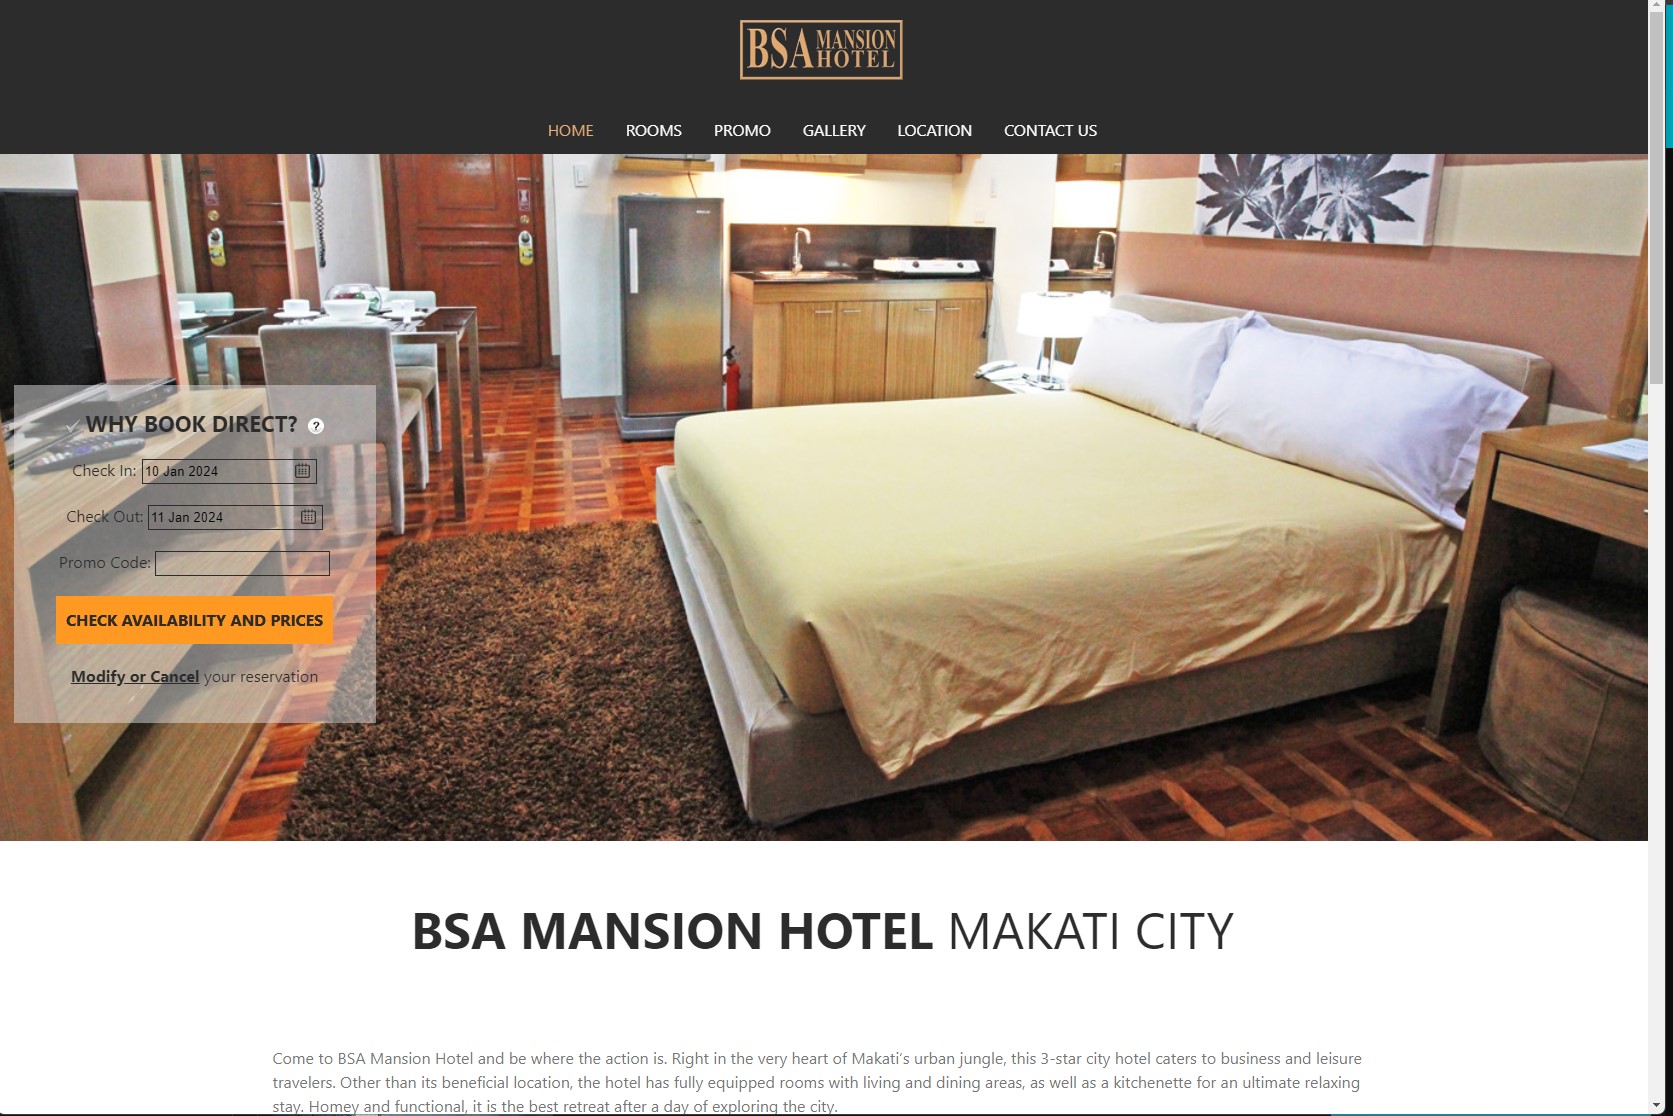 BSA MANSION HOTEL
HOME ROOMS PROMO GALLERY LOCATION CONTACT US
WHY BOOK DIRECT? ?
Check In: 10 Jan 2024
Check Out: 11 Jan 2024
Promo Code:
CHECK AVAILABILITY AND PRICES
Modify or Cancel your reservation
BSA MANSION HOTEL MAKATI CITY
Come to BSA Mansion Hotel and be where the action is. Right in the very heart of Makati’s urban jungle, this 3-star city hotel caters to business and leisure
travelers. Other than its beneficial location, the hotel has fully equipped rooms with living and dining areas, as well as a kitchenette for an ultimate relaxing
stay. Homey and functional, it is the best retreat after a day of exploring the city.